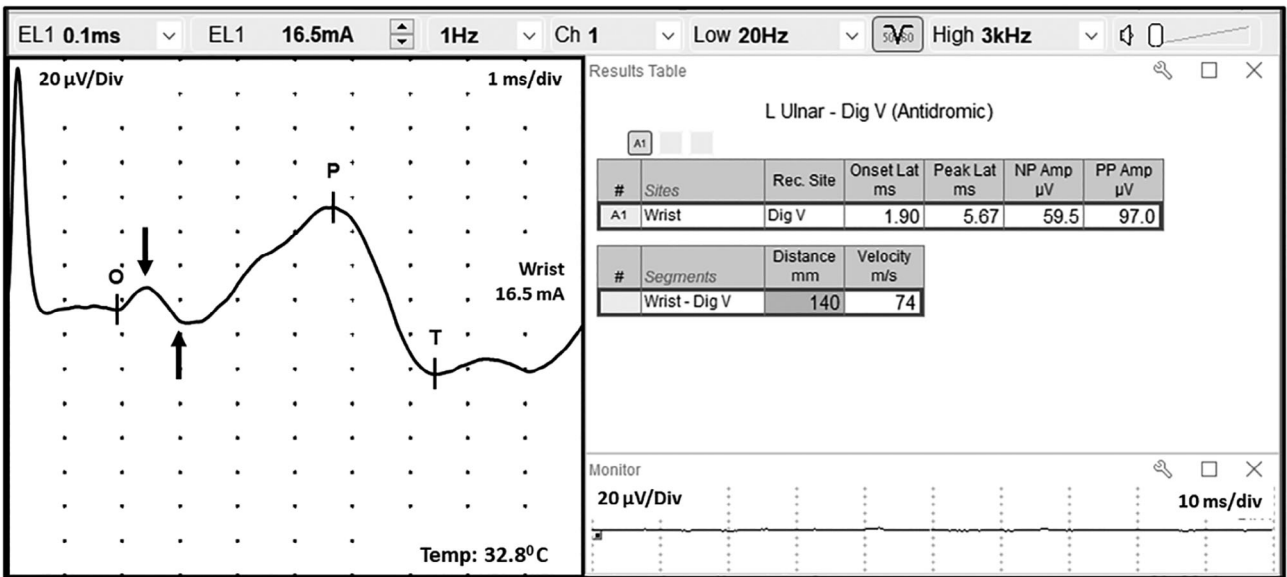 EL1 0.1ms EL1 16.5mA 1Hz Ch 1 Low 20Hz High 3kHz
20 µV/Div 1 ms/div
P
O
Wrist
16.5 mA
T
Temp: 32.8⁰C
Results Table
L Ulnar - Dig V (Antidromic)
A1
# Sites Rec. Site Onset Lat ms Peak Lat ms NP Amp µV PP Amp µV
A1 Wrist Dig V 1.90 5.67 59.5 97.0
# Segments Distance mm Velocity m/s
Wrist - Dig V 140 74
Monitor
20 µV/Div 10 ms/div